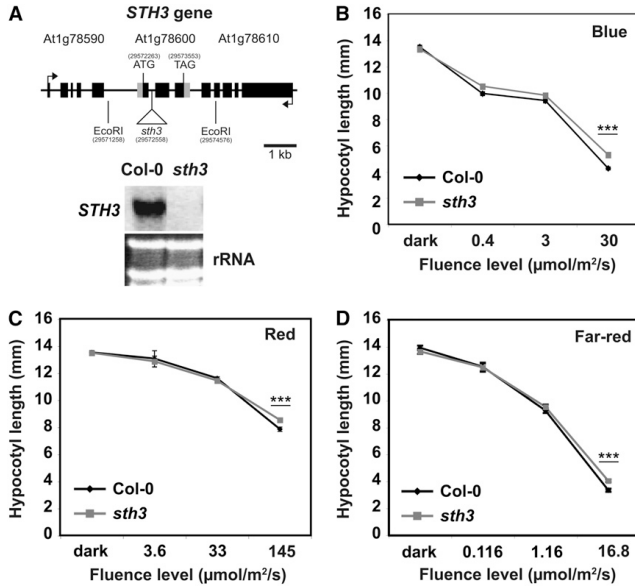 A
STH3 gene
At1g78590 At1g78600 At1g78610
(29572263) (29573553)
ATG TAG
EcoRI sth3 EcoRI
(29571258) (29572558) (29574576)
1 kb
Col-0 sth3
STH3
rRNA
B
Blue
Hypocotyl length (mm)
16
14
12
10
8
6
4
2
0
***
Col-0
sth3
dark 0.4 3 30
Fluence level (μmol/m²/s)
C
Red
Hypocotyl length (mm)
16
14
12
10
8
6
4
2
0
***
Col-0
sth3
dark 3.6 33 145
Fluence level (μmol/m²/s)
D
Far-red
Hypocotyl length (mm)
16
14
12
10
8
6
4
2
0
***
Col-0
sth3
dark 0.116 1.16 16.8
Fluence level (μmol/m²/s)